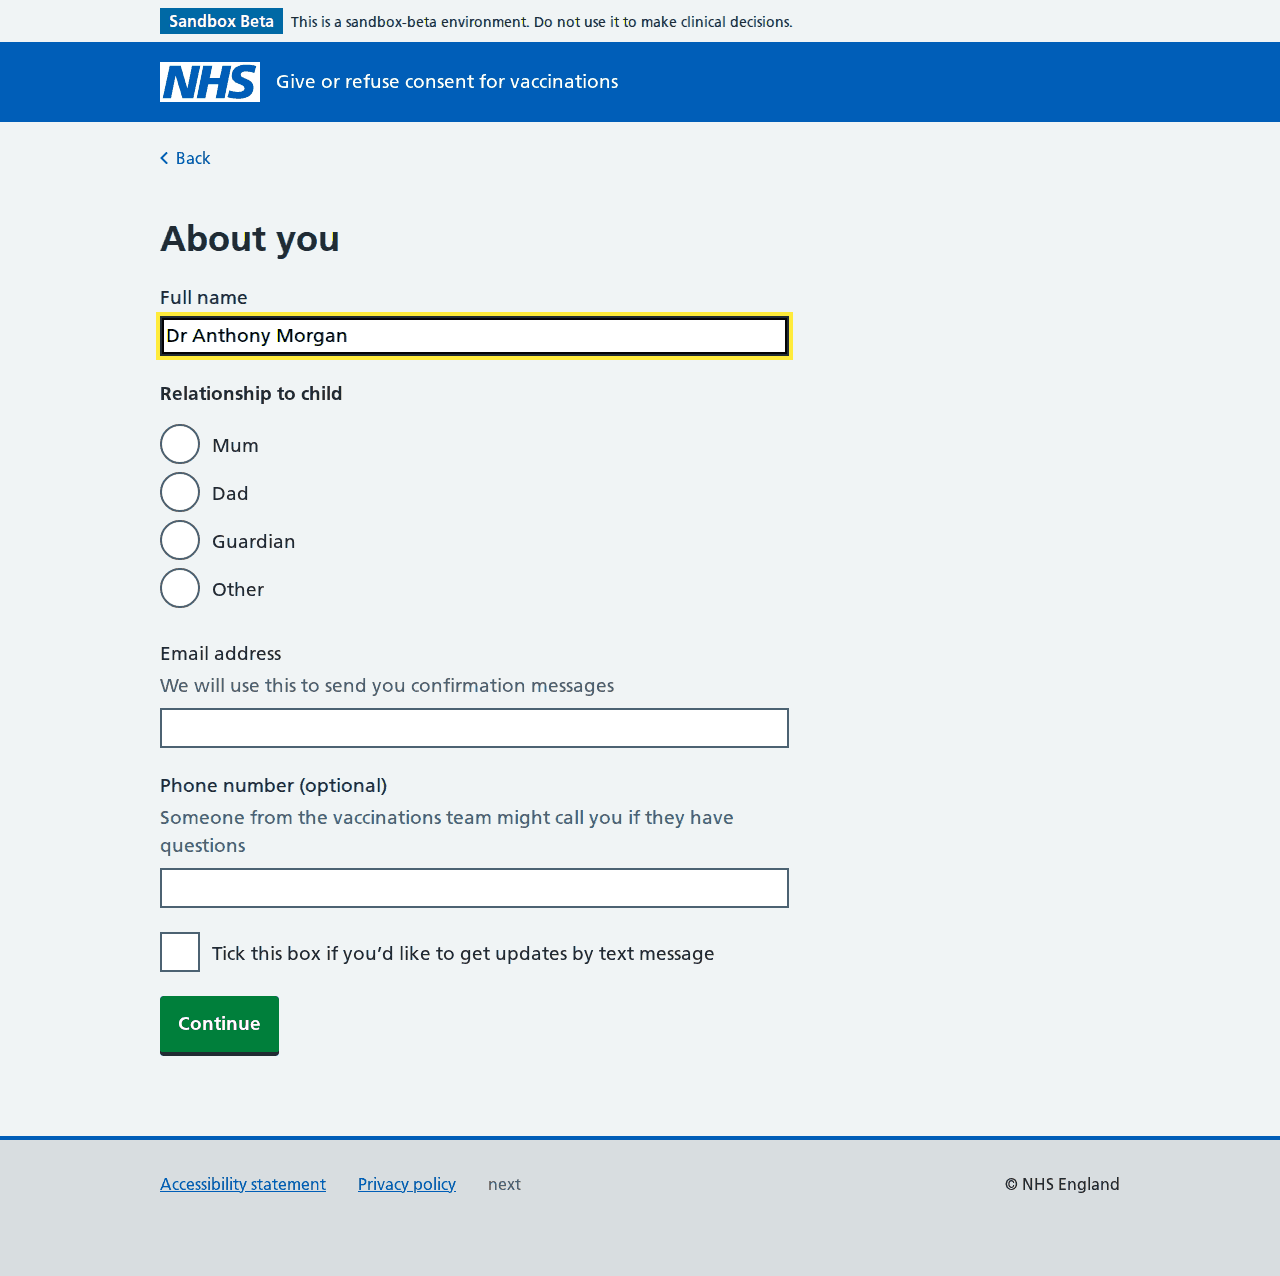 Sandbox Beta This is a sandbox-beta environment. Do not use it to make clinical decisions.
NHS Give or refuse consent for vaccinations
Back
About you
Full name
Dr Anthony Morgan
Relationship to child
Mum
Dad
Guardian
Other
Email address
We will use this to send you confirmation messages
Phone number (optional)
Someone from the vaccinations team might call you if they have
questions
Tick this box if you’d like to get updates by text message
Continue
Accessibility statement Privacy policy next © NHS England